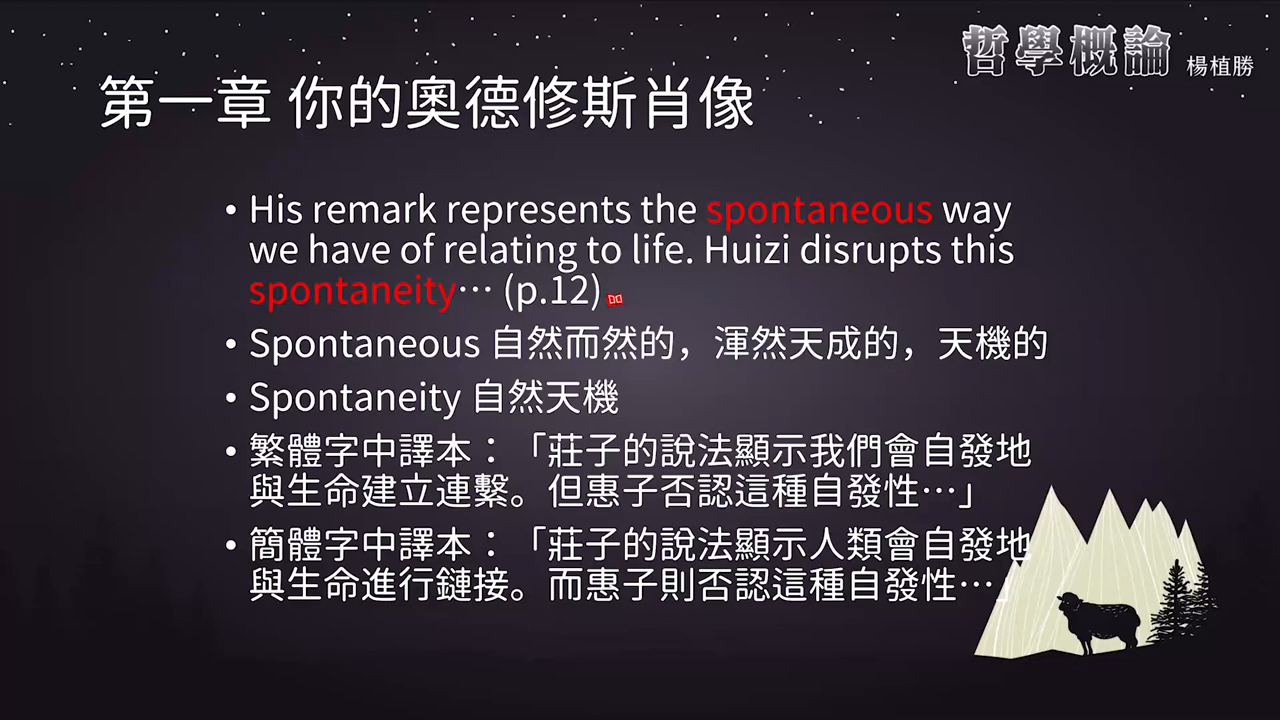 哲學概論 楊植勝
第一章 你的奧德修斯肖像
• His remark represents the spontaneous way
we have of relating to life. Huizi disrupts this
spontaneity… (p.12)
• Spontaneous 自然而然的，渾然天成的，天機的
• Spontaneity 自然天機
• 繁體字中譯本：「莊子的說法顯示我們會自發地
與生命建立連繫。但惠子否認這種自發性…」
• 簡體字中譯本：「莊子的說法顯示人類會自發地
與生命進行鏈接。而惠子則否認這種自發性…」